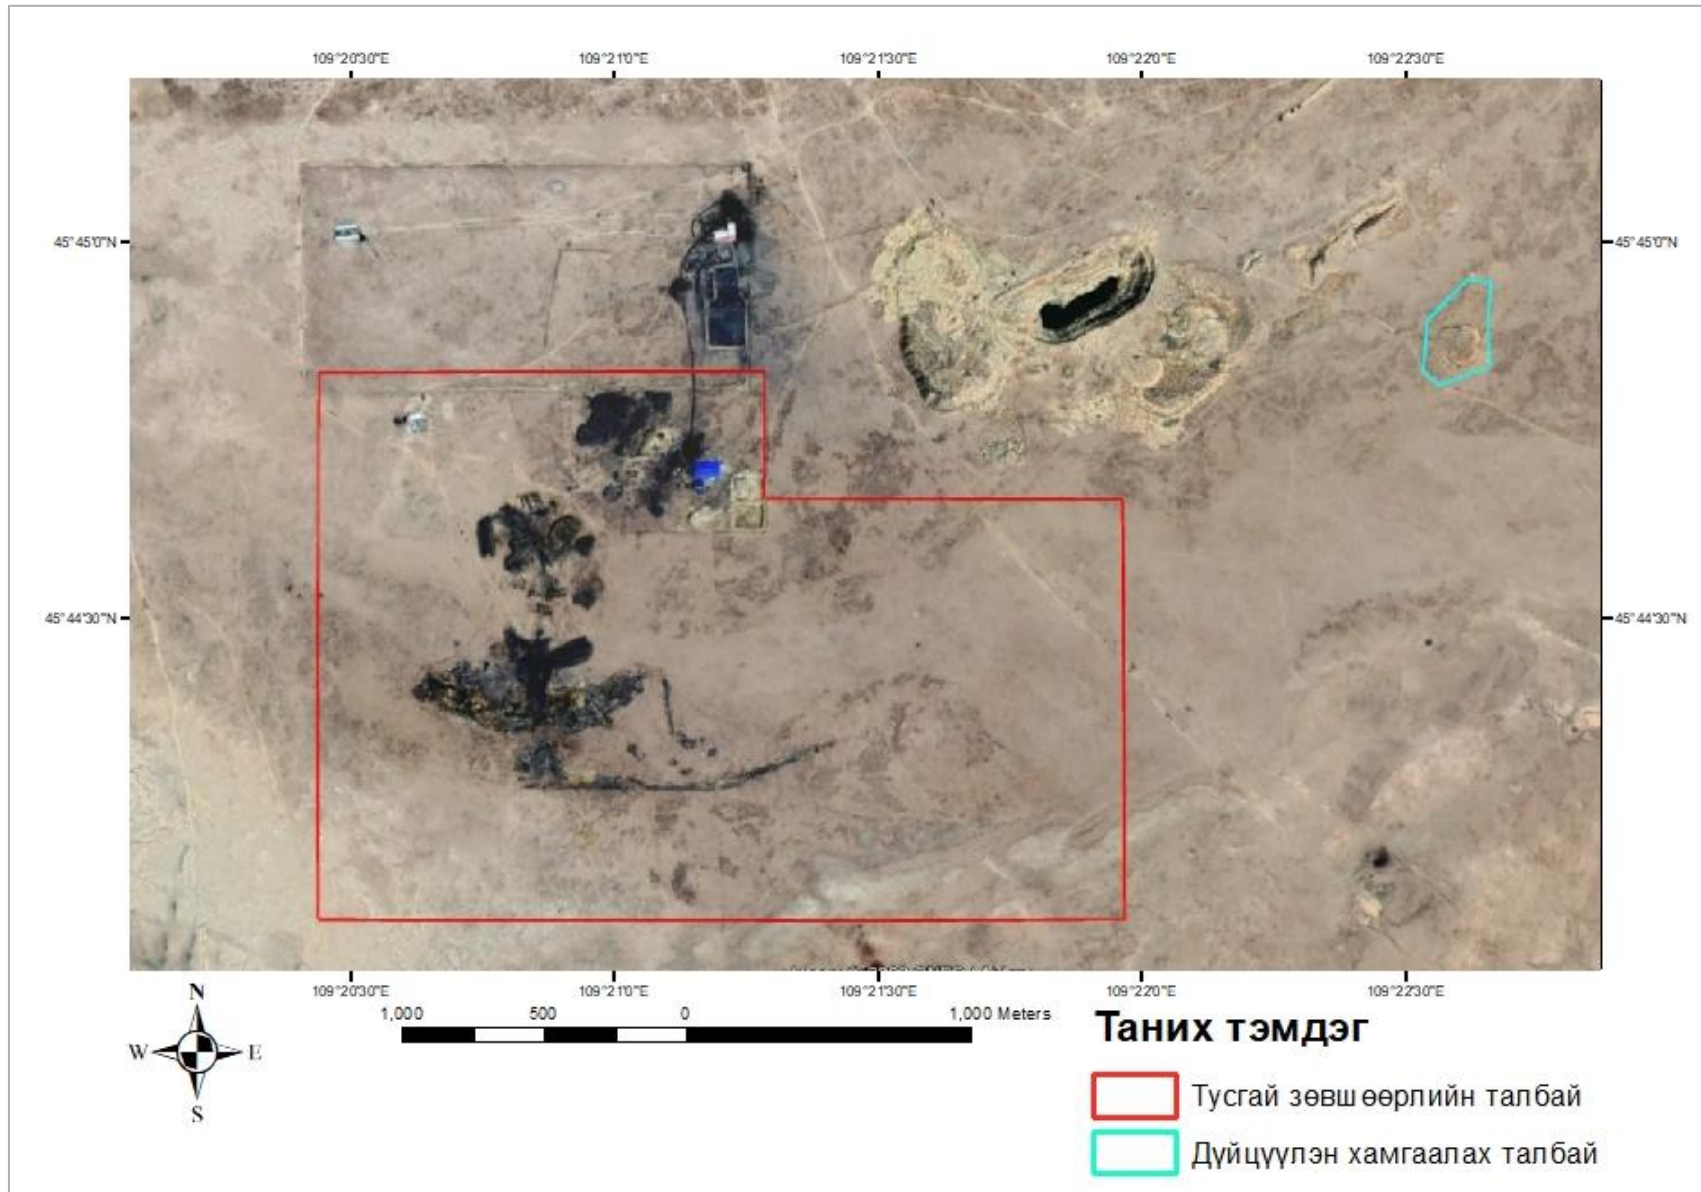 109°20'30"E 109°21'0"E 109°21'30"E 109°22'0"E 109°22'30"E
45°45'0"N 45°45'0"N
45°44'30"N 45°44'30"N
109°20'30"E 109°21'0"E 109°21'30"E 109°22'0"E 109°22'30"E
N
W E
S
1,000 500 0 1,000 Meters
Таних тэмдэг
Тусгай зөвшөөрлийн талбай
Дүйцүүлэн хамгаалах талбай